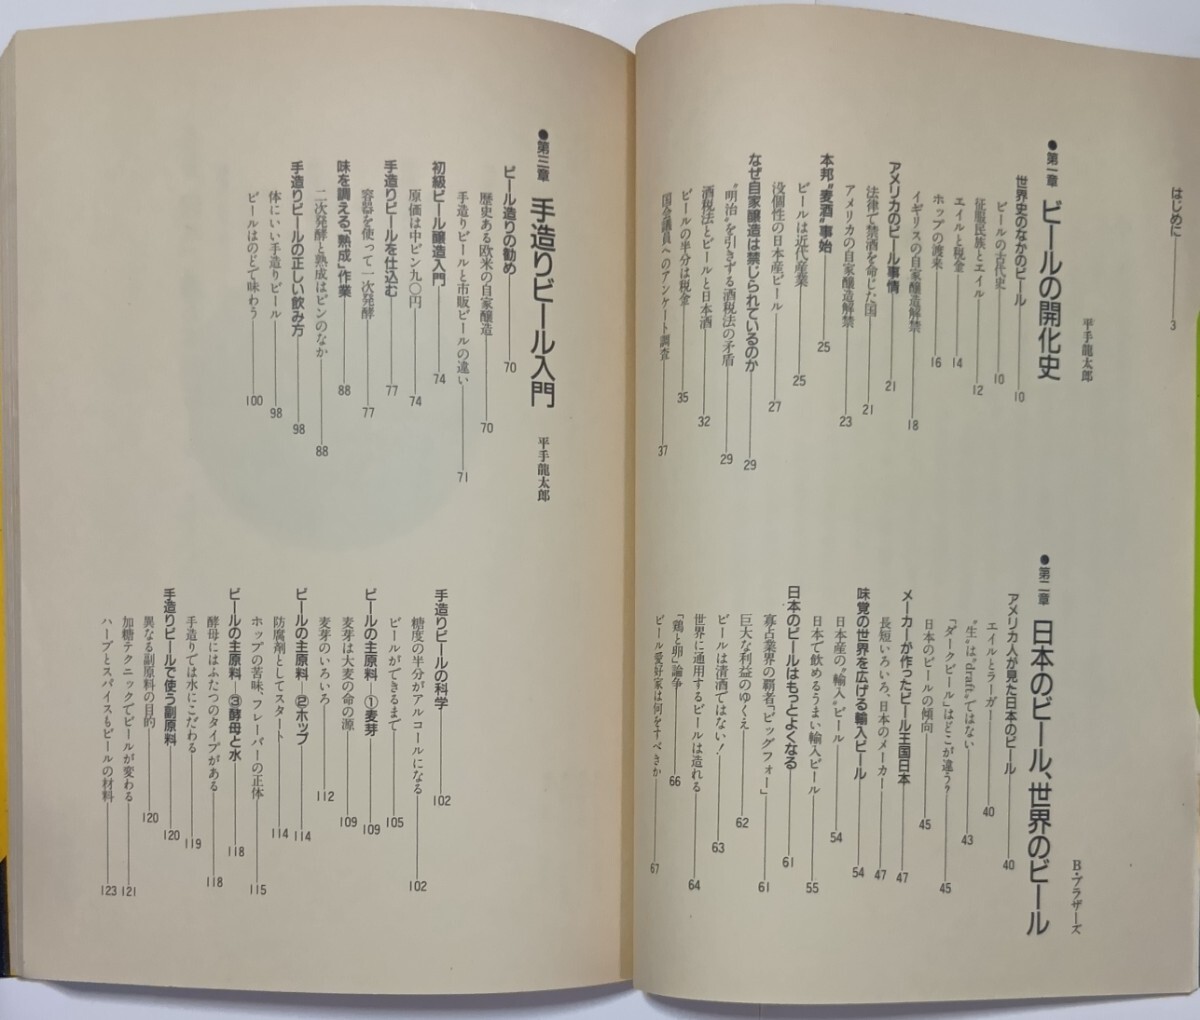 はじめに 3
●第一章 ビールの開化史 平手龍太郎
世界史のなかのビール 10
ビールの古代史 10
征服民族とエイル 12
エイルと税金 14
ホップの渡来 16
イギリスの自家醸造解禁 18
アメリカのビール事情 21
法律で禁酒を命じた国 21
アメリカの自家醸造解禁 23
本邦〝麦酒〟事始 25
ビールは近代産業 25
没個性の日本産ビール 27
なぜ自家醸造は禁じられているのか 29
〝明治〟を引きずる酒税法の矛盾 29
酒税法とビールと日本酒 32
ビールの半分は税金 35
国会議員へのアンケート調査 37
●第二章 日本のビール、世界のビール B・ブラザーズ
アメリカ人が見た日本のビール 40
エイルとラーガー 40
〝生〟は〝draft〟ではない 43
「ダークビール」はどこが違う？ 45
日本のビールの傾向 45
メーカーが作ったビール王国日本 47
長短いろいろ、日本のメーカー 47
味覚の世界を広げる輸入ビール 54
日本産の〝輸入〟ビール 54
日本で飲めるうまい輸入ビール 55
日本のビールはもっとよくなる 61
寡占業界の覇者「ビッグフォー」 61
巨大な利益のゆくえ 62
ビールは清酒ではない！ 63
世界に通用するビールは造れる 64
「鶏と卵」論争 66
ビール愛好家は何をすべきか 67
●第三章 手造りビール入門 平手龍太郎
ビール造りの勧め 70
歴史ある欧米の自家醸造 70
手造りビールと市販ビールの違い 71
初級ビール醸造入門 74
原価は中ビン九〇円 74
手造りビールを仕込む 77
容器を使って一次発酵 77
味を調える「熟成」作業 88
二次発酵と熟成はビンのなか 88
手造りビールの正しい飲み方 98
体にいい手造りビール 98
ビールはのどで味わう 100
手造りビールの科学 102
糖度の半分がアルコールになる 102
ビールができるまで 105
ビールの主原料―①麦芽 109
麦芽は大麦の命の源 109
麦芽のいろいろ 112
ビールの主原料―②ホップ 114
防腐剤としてスタート 114
ホップの苦味、フレーバーの正体 115
ビールの主原料―③酵母と水 118
酵母にはふたつのタイプがある 118
手造りでは水にこだわる 119
手造りビールで使う副原料 120
異なる副原料の目的 120
加糖テクニックでビールが変わる 121
ハーブとスパイスもビールの材料 123